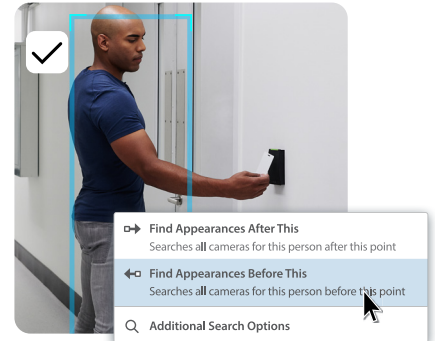 Find Appearances After This
Searches all cameras for this person after this point
Find Appearances Before This
Searches all cameras for this person before this point
Additional Search Options